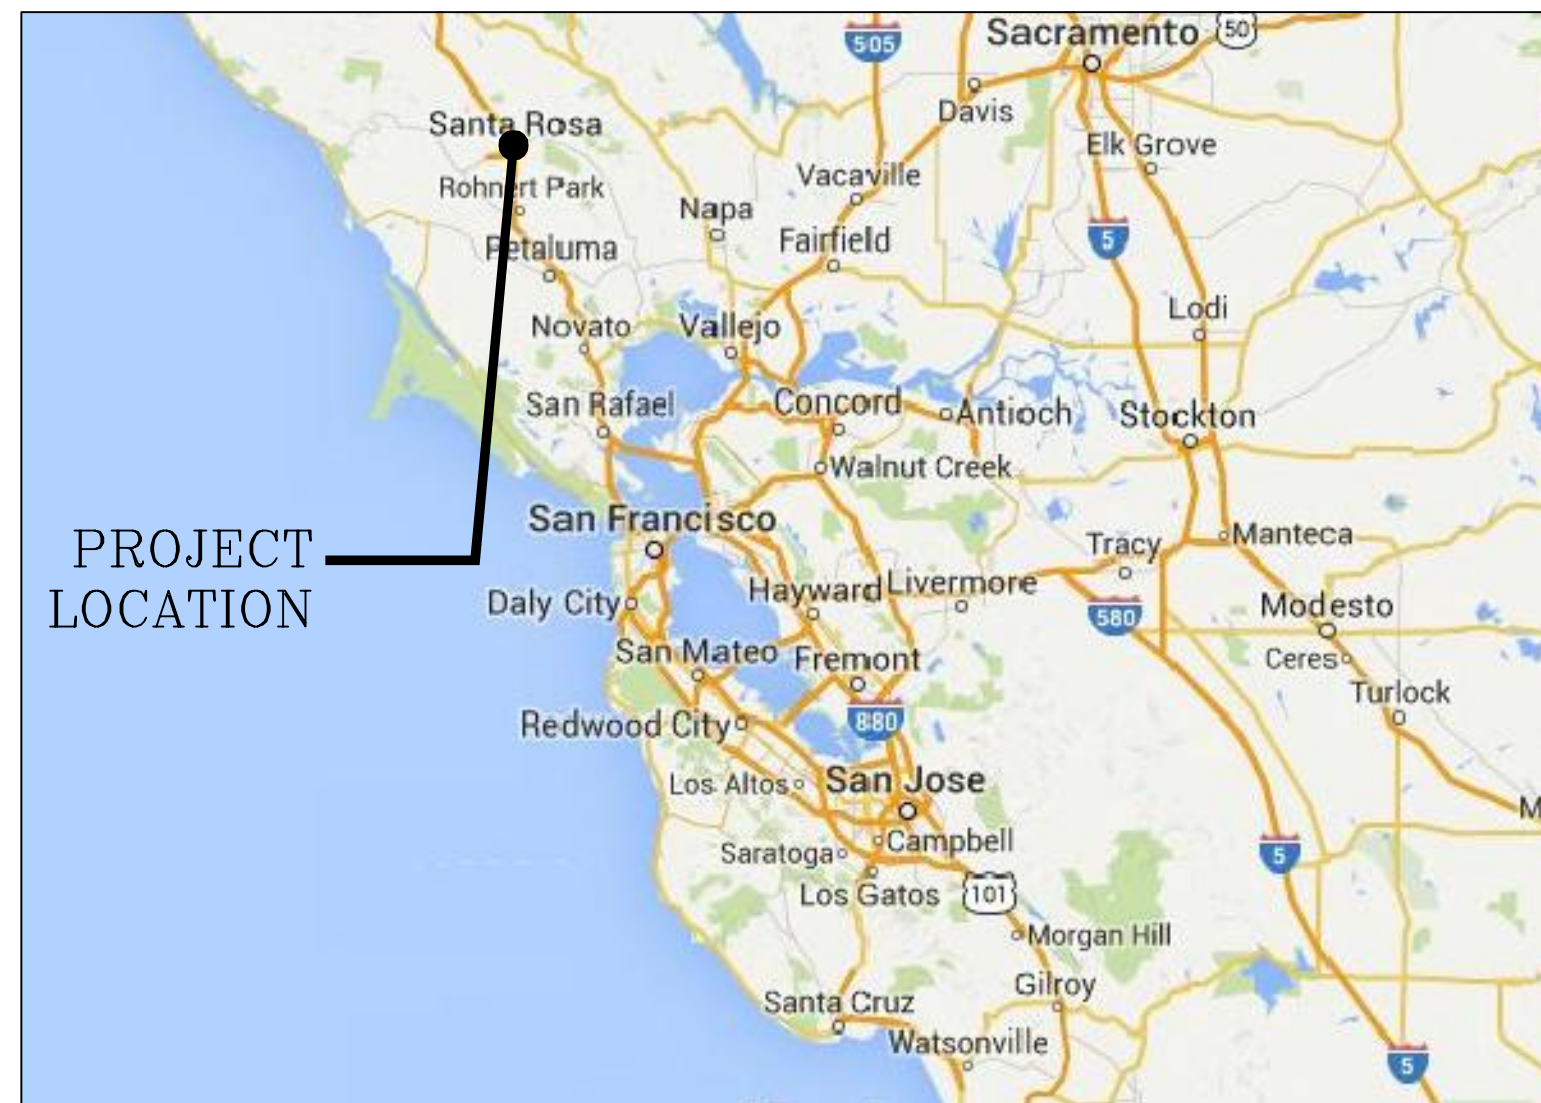 505
Sacramento
50
Davis
Santa Rosa
Elk Grove
Vacaville
Rohnert Park
Napa
Fairfield
5
Petaluma
Lodi
Novato
Vallejo
San Rafael
Concord
Antioch
Stockton
Walnut Creek
San Francisco
Manteca
Tracy
PROJECT
LOCATION
Hayward
Livermore
Daly City
580
Modesto
San Mateo
Fremont
Ceres
Turlock
880
Redwood City
San Jose
Los Altos
M
Campbell
Saratoga
5
Los Gatos
101
Morgan Hill
Gilroy
Santa Cruz
Watsonville
5